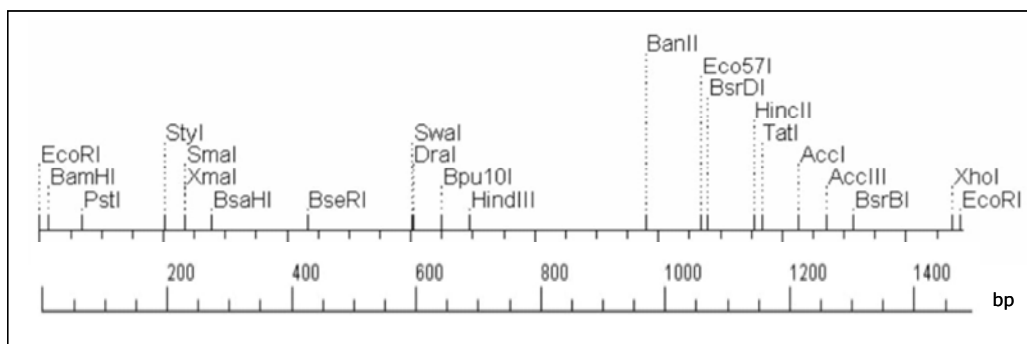 BanII
Eco57I
BsrDI
HincII
StyI SwaI TatI
EcoRI SmaI DraI AccI
BamHI XmaI Bpu10I AccIII XhoI
PstI BsaHI BseRI HindIII BsrBI EcoRI
200 400 600 800 1000 1200 1400
bp